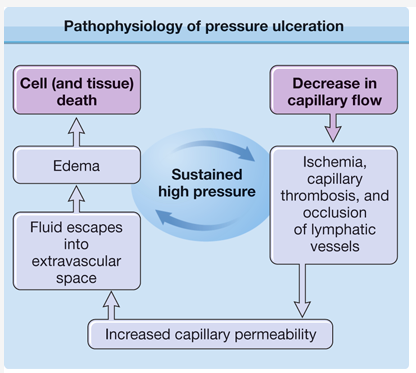 Pathophysiology of pressure ulceration
Cell (and tissue)
death
Decrease in
capillary flow
Edema
Sustained
high pressure
Ischemia,
capillary
thrombosis, and
occlusion
of lymphatic
vessels
Fluid escapes
into
extravascular
space
Increased capillary permeability